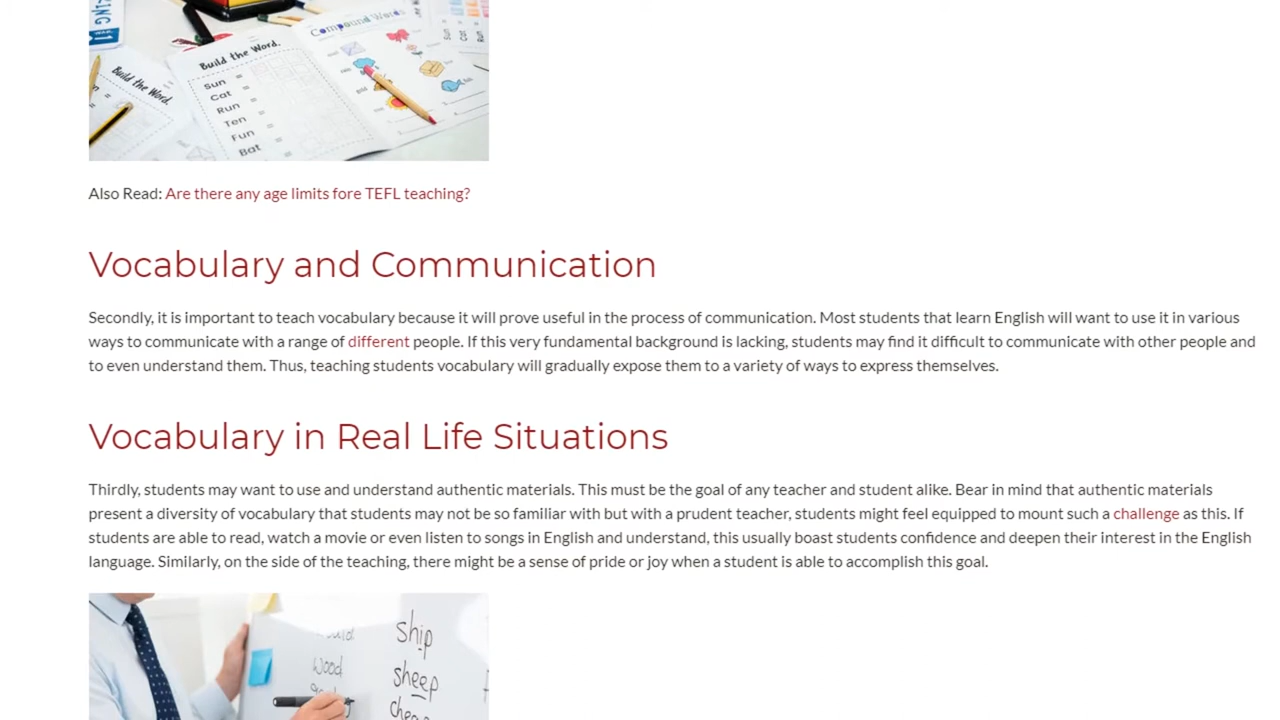 Compound Words
Build the Word.
Build the Word.
Sun =
Cat =
Run =
Ten =
Fun =
Bat =
Sun
Cat
Run
Also Read: Are there any age limits fore TEFL teaching?
Vocabulary and Communication
Secondly, it is important to teach vocabulary because it will prove useful in the process of communication. Most students that learn English will want to use it in various
ways to communicate with a range of different people. If this very fundamental background is lacking, students may find it difficult to communicate with other people and
to even understand them. Thus, teaching students vocabulary will gradually expose them to a variety of ways to express themselves.
Vocabulary in Real Life Situations
Thirdly, students may want to use and understand authentic materials. This must be the goal of any teacher and student alike. Bear in mind that authentic materials
present a diversity of vocabulary that students may not be so familiar with but with a prudent teacher, students might feel equipped to mount such a challenge as this. If
students are able to read, watch a movie or even listen to songs in English and understand, this usually boast students confidence and deepen their interest in the English
language. Similarly, on the side of the teaching, there might be a sense of pride or joy when a student is able to accomplish this goal.
ship
wood
sheep